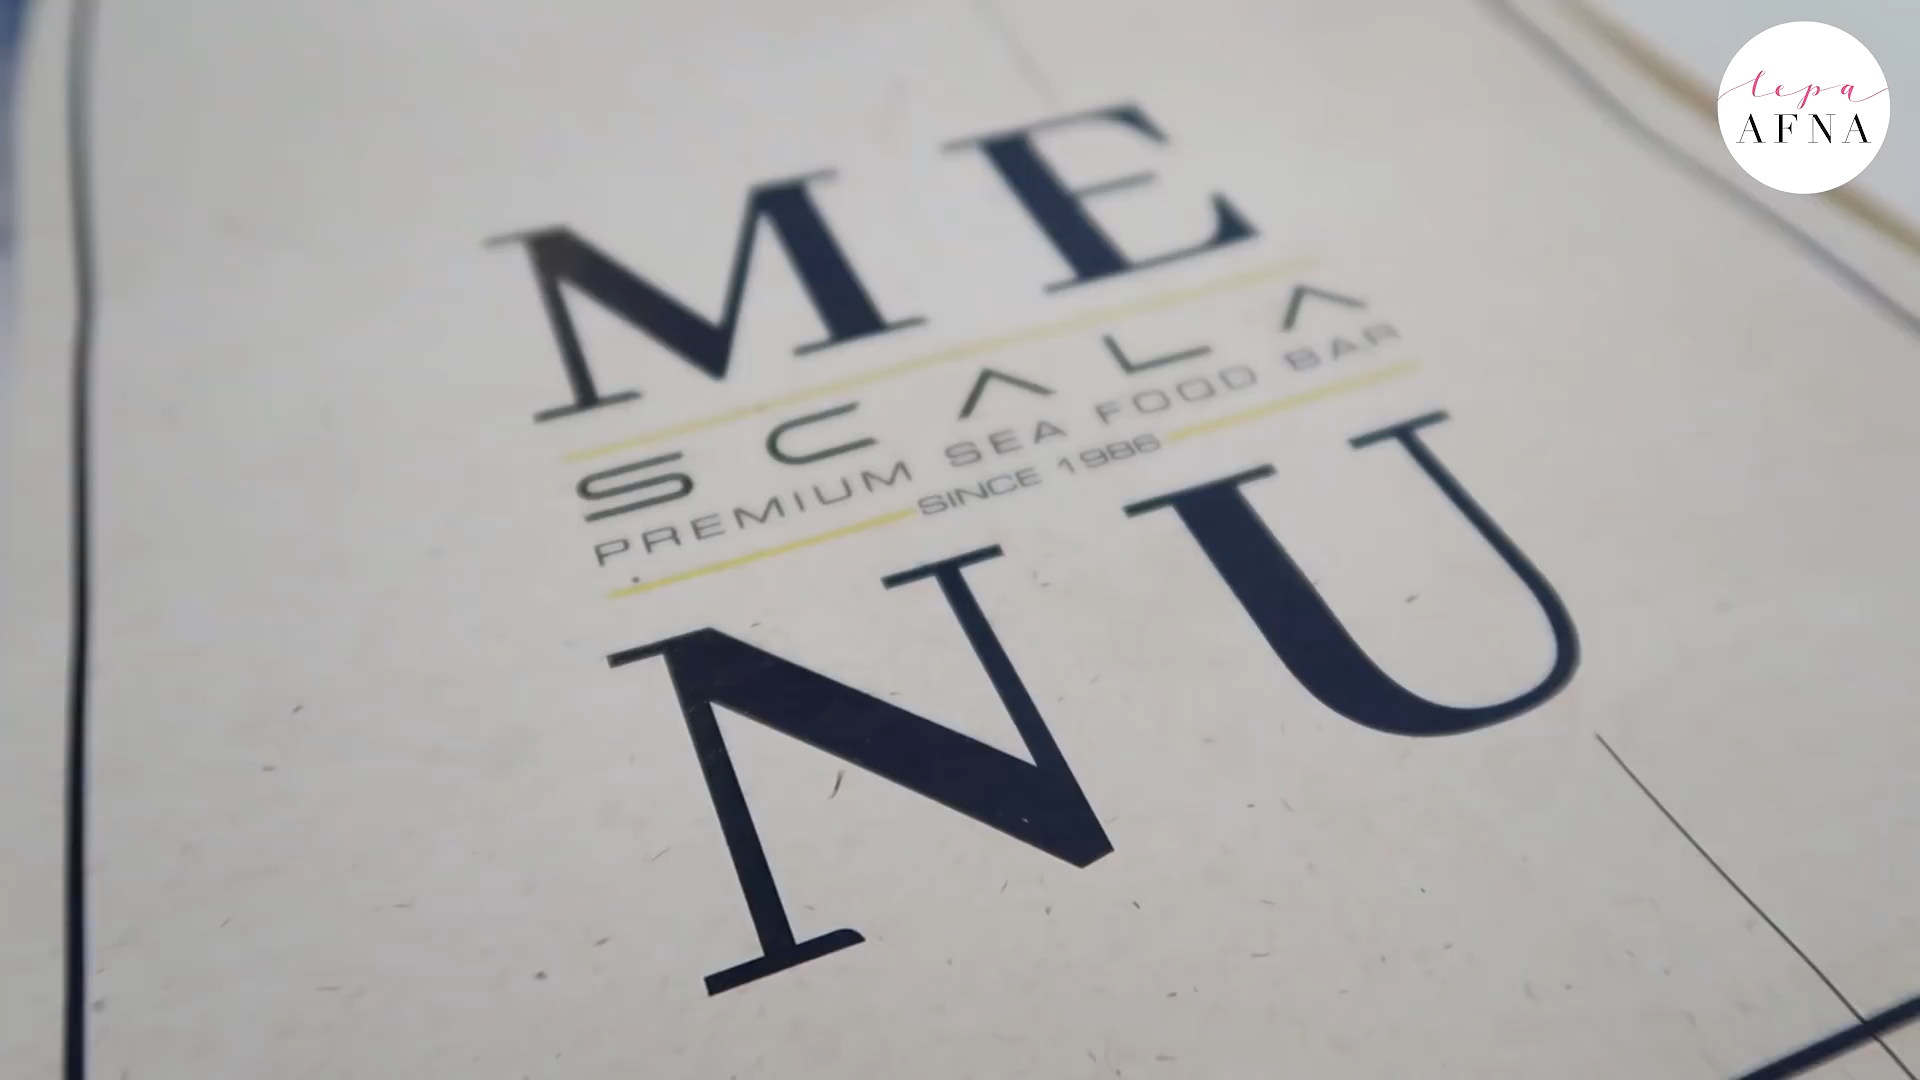 lepa
AFNA
ME
SCALA
PREMIUM SEA FOOD BAR
SINCE 1986
NU